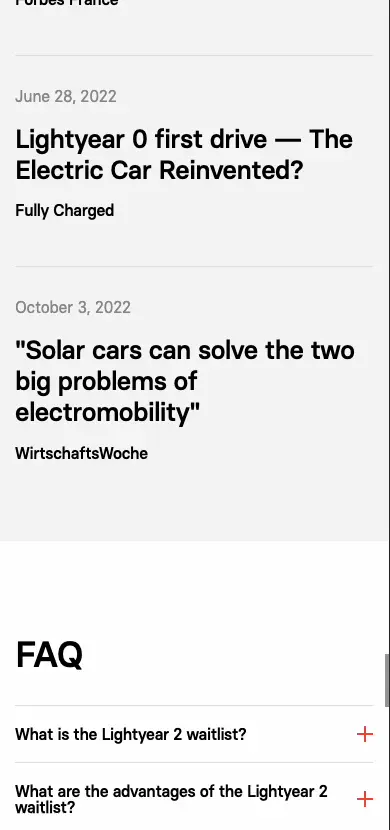 Forbes France
June 28, 2022
Lightyear 0 first drive — The
Electric Car Reinvented?
Fully Charged
October 3, 2022
"Solar cars can solve the two
big problems of
electromobility"
WirtschaftsWoche
FAQ
What is the Lightyear 2 waitlist?
What are the advantages of the Lightyear 2
waitlist?